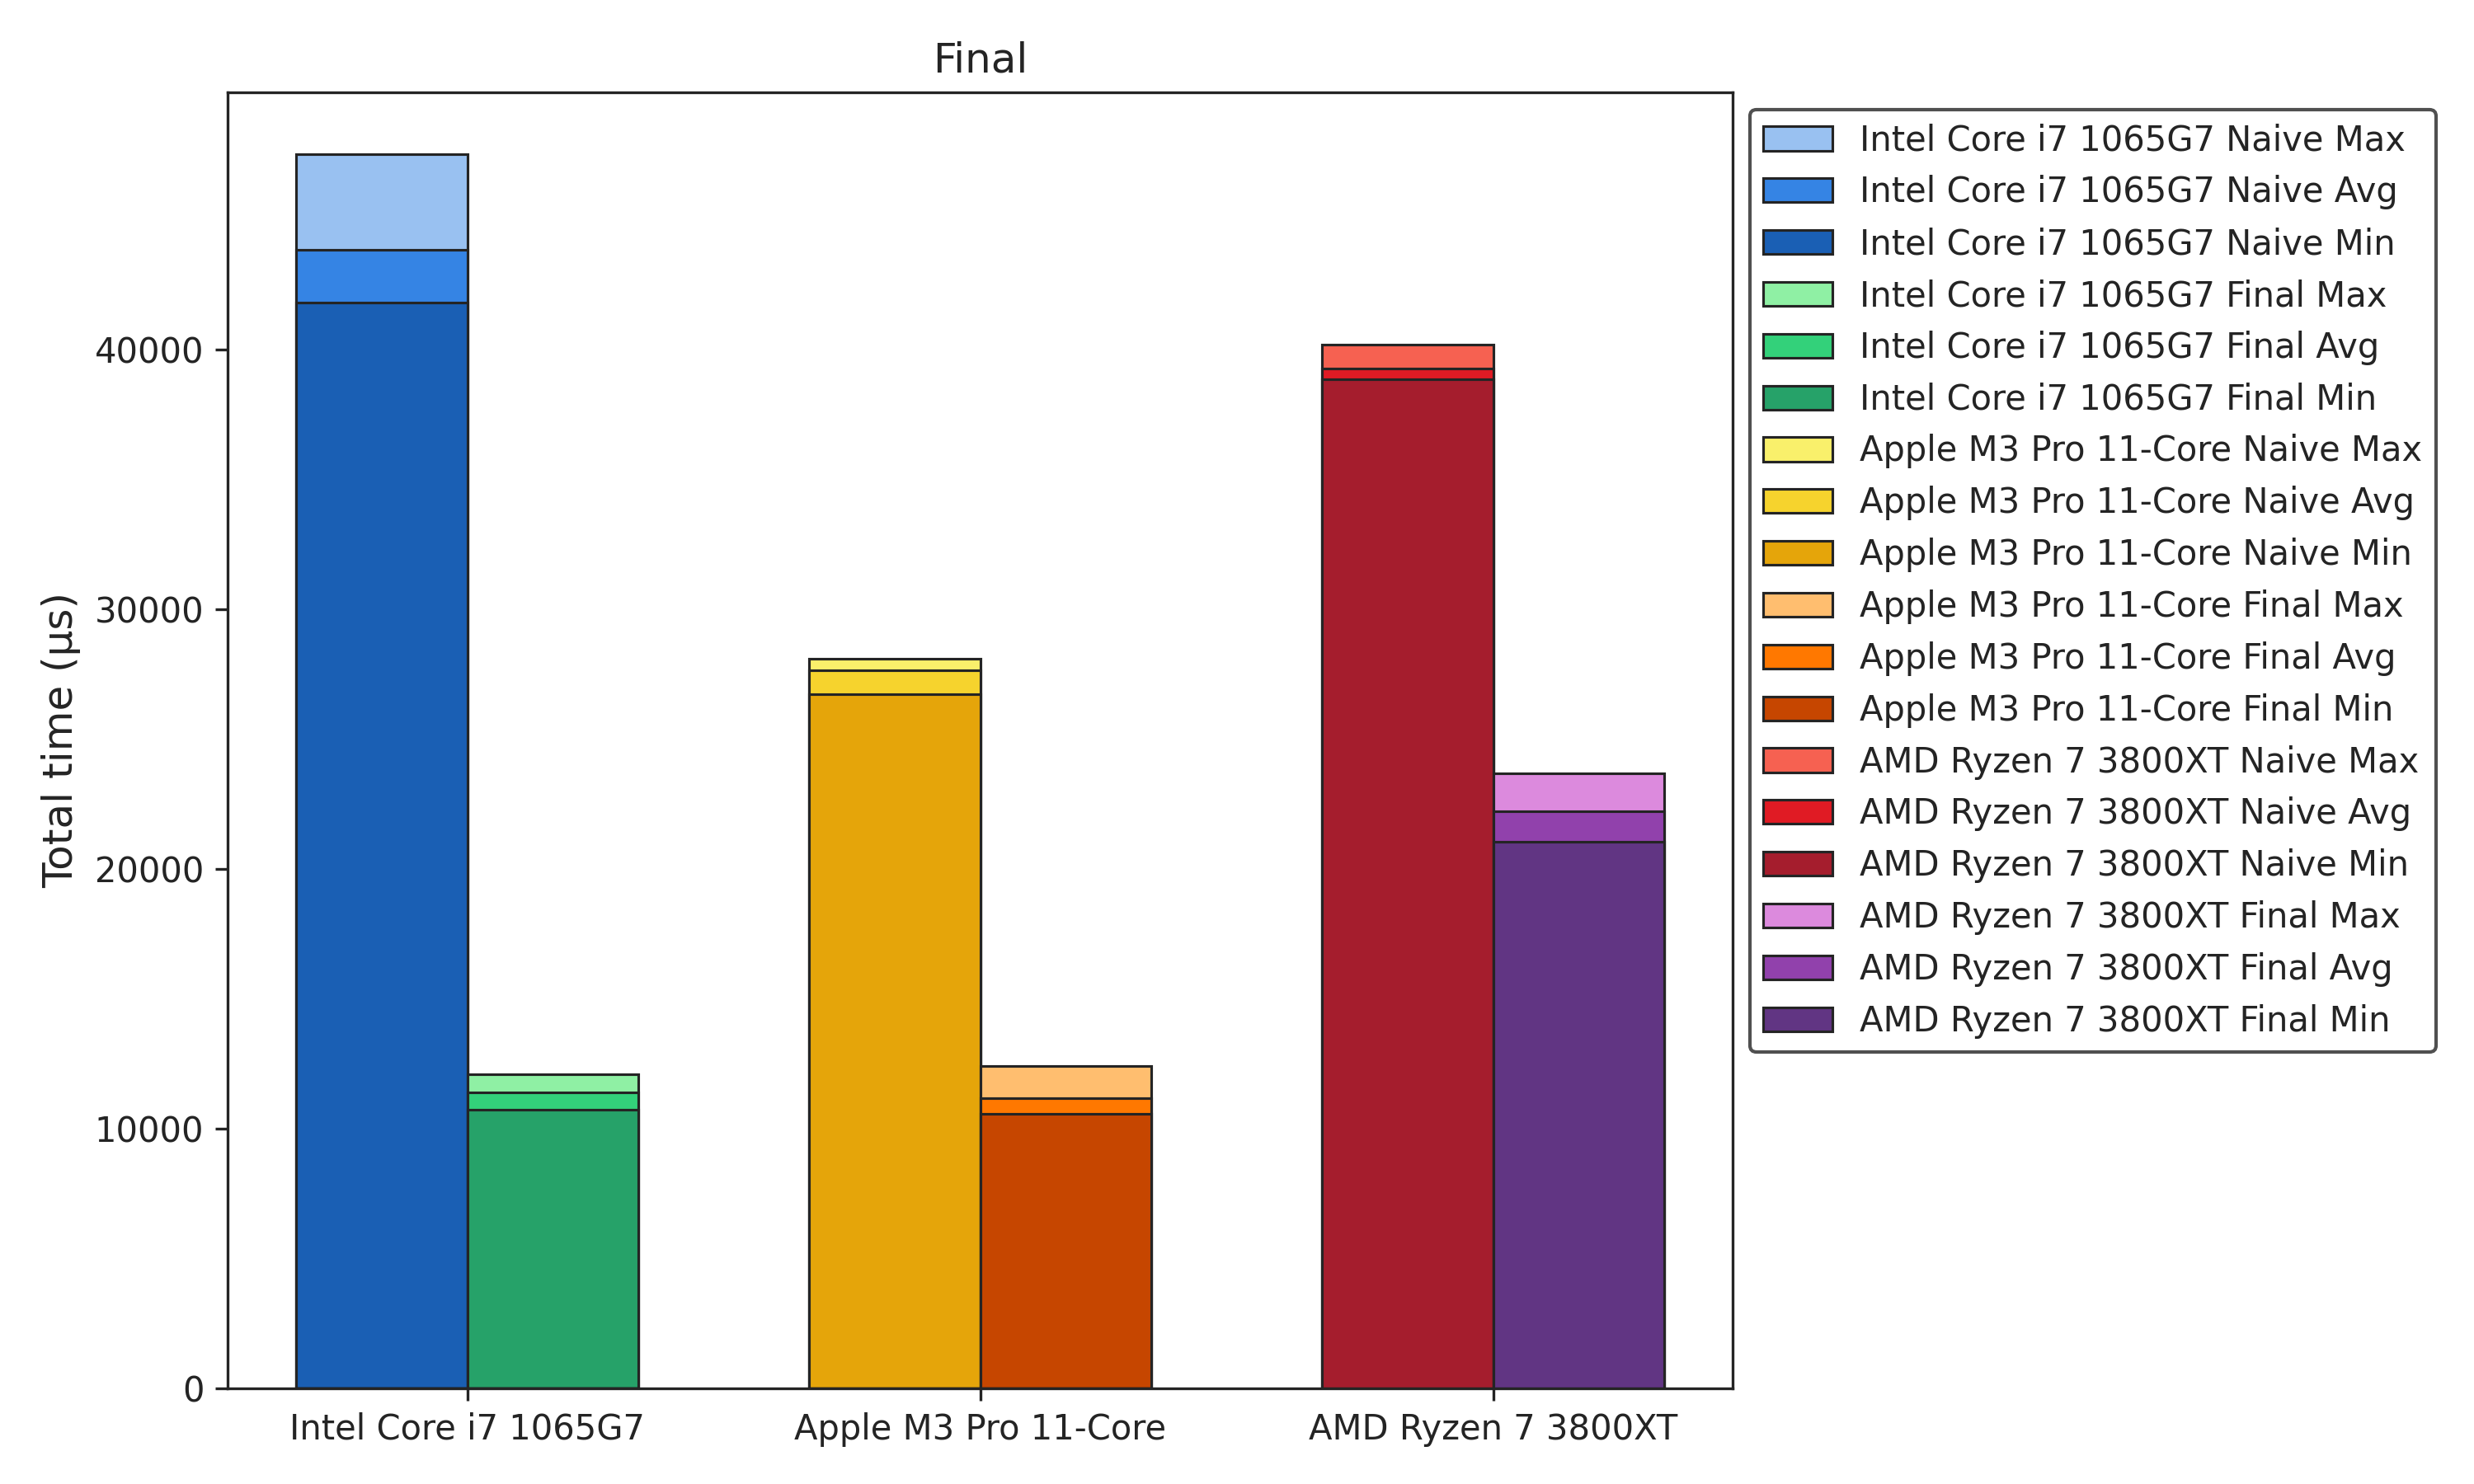 Final
Total time (µs)
40000
30000
20000
10000
0
Intel Core i7 1065G7
Apple M3 Pro 11-Core
AMD Ryzen 7 3800XT
Intel Core i7 1065G7 Naive Max
Intel Core i7 1065G7 Naive Avg
Intel Core i7 1065G7 Naive Min
Intel Core i7 1065G7 Final Max
Intel Core i7 1065G7 Final Avg
Intel Core i7 1065G7 Final Min
Apple M3 Pro 11-Core Naive Max
Apple M3 Pro 11-Core Naive Avg
Apple M3 Pro 11-Core Naive Min
Apple M3 Pro 11-Core Final Max
Apple M3 Pro 11-Core Final Avg
Apple M3 Pro 11-Core Final Min
AMD Ryzen 7 3800XT Naive Max
AMD Ryzen 7 3800XT Naive Avg
AMD Ryzen 7 3800XT Naive Min
AMD Ryzen 7 3800XT Final Max
AMD Ryzen 7 3800XT Final Avg
AMD Ryzen 7 3800XT Final Min